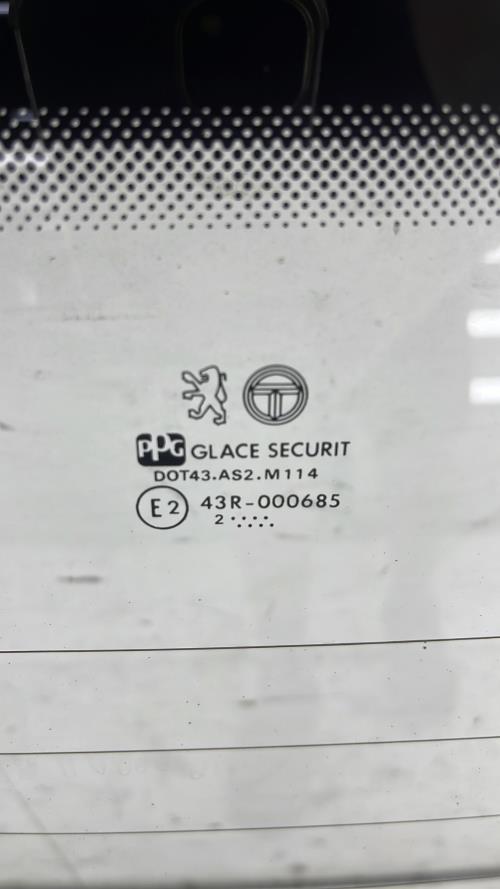 PPG GLACE SECURIT
DOT43.AS2.M114
E2 43R-000685
2